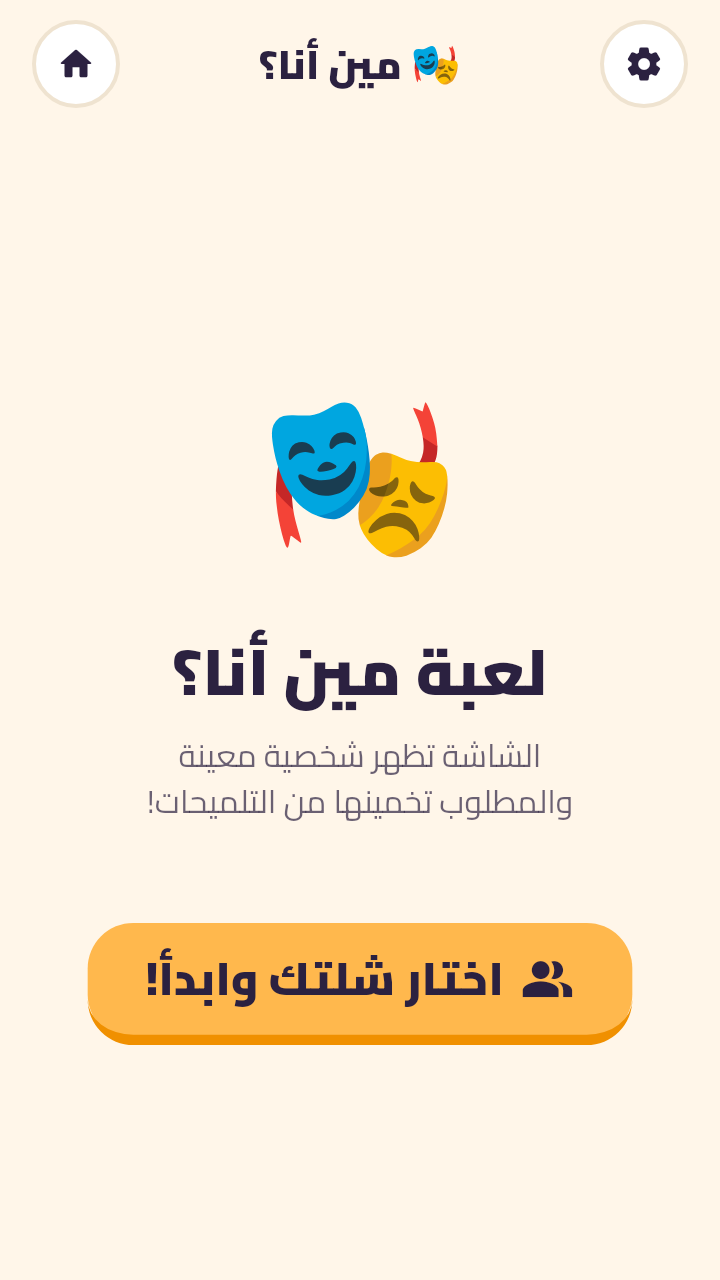 🎭 مين أنا؟
لعبة مين أنا؟
الشاشة تظهر شخصية معينة
والمطلوب تخمينها من التلميحات!
اختار شلتك وابدأ!